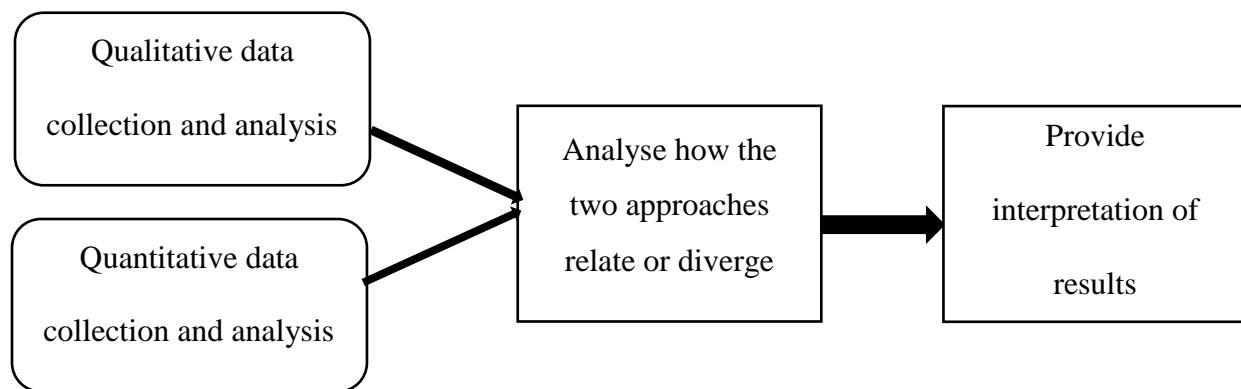 Qualitative data
collection and analysis
Quantitative data
collection and analysis
Analyse how the
two approaches
relate or diverge
Provide
interpretation of
results